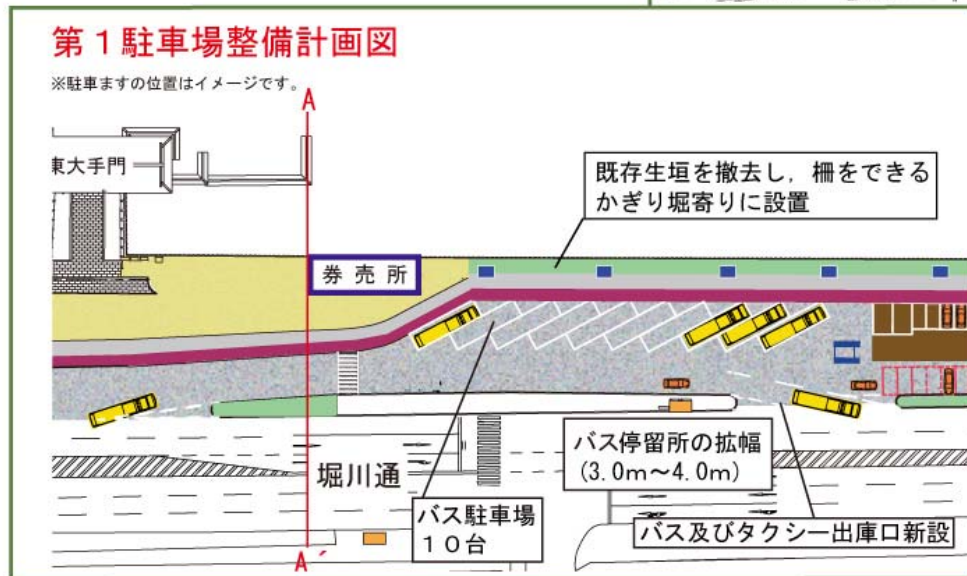 第１駐車場整備計画図
※駐車ますの位置はイメージです。
A
東大手門
既存生垣を撤去し，柵をできる
かぎり堀寄りに設置
券売所
バス停留所の拡幅
(3.0m～4.0m)
堀川通
バス駐車場
１０台
バス及びタクシー出庫口新設
A´